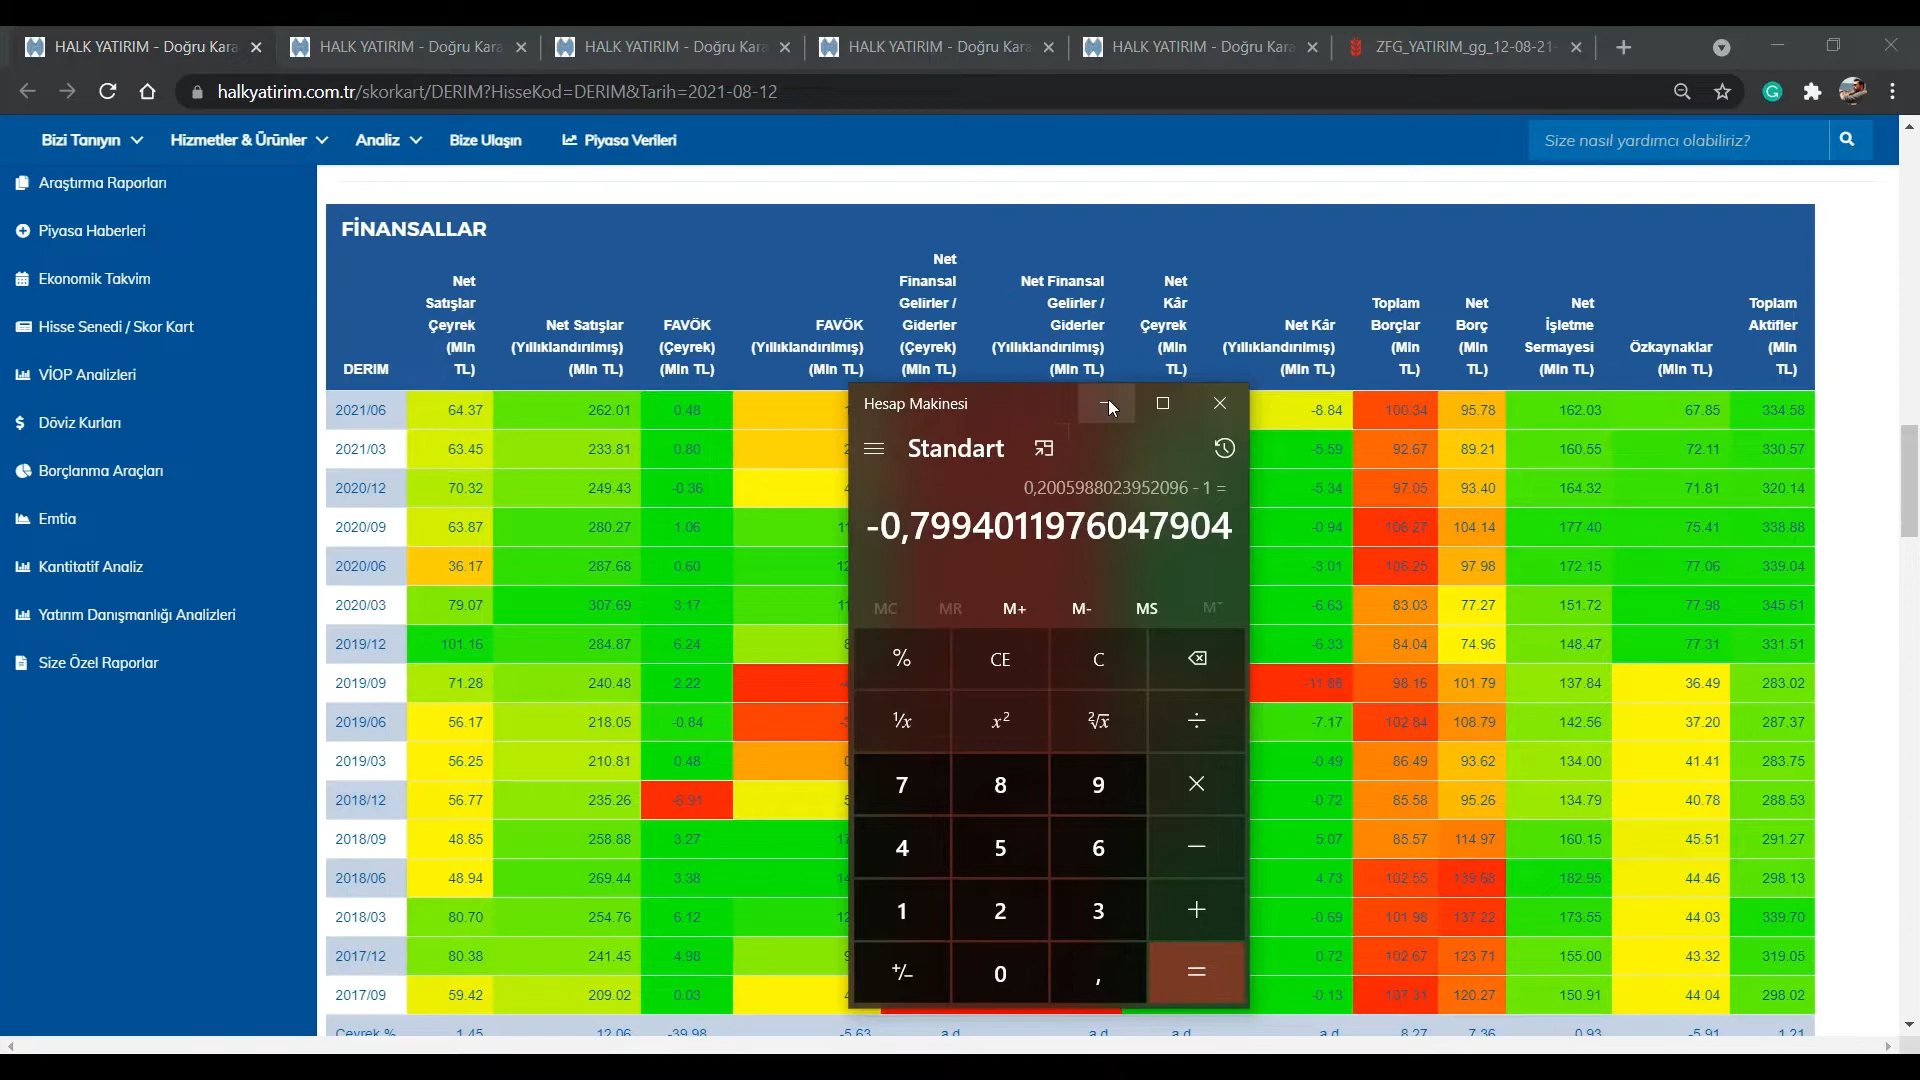 HALK YATIRIM - Doğru Kara
HALK YATIRIM - Doğru Kara
HALK YATIRIM - Doğru Kara
HALK YATIRIM - Doğru Kara
HALK YATIRIM - Doğru Kara
ZFG_YATIRIM_gg_12-08-21-
halkyatirim.com.tr/skorkart/DERIM?HisseKod=DERIM&Tarih=2021-08-12
Bizi Tanıyın Hizmetler & Ürünler Analiz Bize Ulaşın Piyasa Verileri
Size nasıl yardımcı olabiliriz?
Araştırma Raporları
Piyasa Haberleri
Ekonomik Takvim
Hisse Senedi / Skor Kart
VİOP Analizleri
Döviz Kurları
Borçlanma Araçları
Emtia
Kantitatif Analiz
Yatırım Danışmanlığı Analizleri
Size Özel Raporlar
FİNANSALLAR
DERIM
Net
Satışlar
Çeyrek
(Mln
TL)
Net Satışlar
(Yıllıklandırılmış)
(Mln TL)
FAVÖK
(Çeyrek)
(Mln TL)
FAVÖK
(Yıllıklandırılmış)
(Mln TL)
Net
Finansal
Gelirler /
Giderler
(Çeyrek)
(Mln TL)
Net Finansal
Gelirler /
Giderler
(Yıllıklandırılmış)
(Mln TL)
Net
Kâr
Çeyrek
(Mln
TL)
Net Kâr
(Yıllıklandırılmış)
(Mln TL)
Toplam
Borçlar
(Mln
TL)
Net
Borç
(Mln
TL)
Net
İşletme
Sermayesi
(Mln TL)
Özkaynaklar
(Mln TL)
Toplam
Aktifler
(Mln
TL)
2021/06 64.37 262.01 0.48 -8.84 100.34 95.78 162.03 67.85 334.58
2021/03 63.45 233.81 0.80 -5.59 92.67 89.21 160.55 72.11 330.57
2020/12 70.32 249.43 -0.36 -5.34 97.05 93.40 164.32 71.81 320.14
2020/09 63.87 280.27 1.06 -0.94 106.27 104.14 177.40 75.41 338.88
2020/06 36.17 287.68 0.60 -3.01 106.25 97.98 172.15 77.06 339.04
2020/03 79.07 307.69 3.17 -6.63 83.03 77.27 151.72 77.98 345.61
2019/12 101.16 284.87 6.24 -6.33 84.04 74.96 148.47 77.31 331.51
2019/09 71.28 240.48 2.22 -11.88 98.16 101.79 137.84 36.49 283.02
2019/06 56.17 218.05 -0.84 -7.17 102.84 108.79 142.56 37.20 287.37
2019/03 56.25 210.81 0.48 -0.49 86.49 93.62 134.00 41.41 283.75
2018/12 56.77 235.26 -6.91 -0.72 85.58 95.26 134.79 40.78 288.53
2018/09 48.85 258.88 3.27 5.07 85.57 114.97 160.15 45.51 291.27
2018/06 48.94 269.44 3.38 4.73 102.55 139.68 182.95 44.46 298.13
2018/03 80.70 254.76 6.12 -0.69 101.98 137.22 173.55 44.03 339.70
2017/12 80.38 241.45 4.98 0.72 102.67 123.71 155.00 43.32 319.05
2017/09 59.42 209.02 0.03 -0.13 107.31 120.27 150.91 44.04 298.02
Çeyrek % 1.45 12.06 -39.98 -5.63 a.d. a.d. a.d. a.d. 8.27 7.36 0.93 -5.91 1.21
Hesap Makinesi
Standart
0,2005988023952096 - 1 =
-0,7994011976047904
MC MR M+ M- MS M˅
% CE C
¹⁄x x² ²√x ÷
7 8 9 ×
4 5 6 −
1 2 3 +
+/− 0 , =